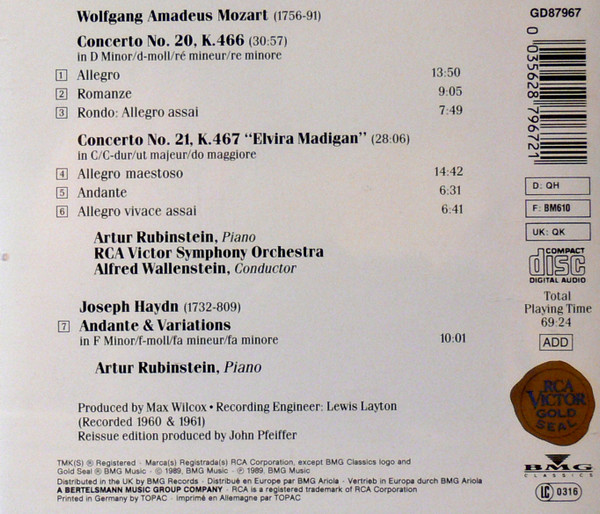 Wolfgang Amadeus Mozart (1756-91)
Concerto No. 20, K.466 (30:57)
in D Minor/d-moll/ré mineur/re minore
1 Allegro 13:50
2 Romanze 9:05
3 Rondo: Allegro assai 7:49
Concerto No. 21, K.467 “Elvira Madigan” (28:06)
in C/C-dur/ut majeur/do maggiore
4 Allegro maestoso 14:42
5 Andante 6:31
6 Allegro vivace assai 6:41
Artur Rubinstein, Piano
RCA Victor Symphony Orchestra
Alfred Wallenstein, Conductor
Joseph Haydn (1732-809)
7 Andante & Variations
in F Minor/f-moll/fa mineur/fa minore 10:01
Artur Rubinstein, Piano
Produced by Max Wilcox • Recording Engineer: Lewis Layton
(Recorded 1960 & 1961)
Reissue edition produced by John Pfeiffer
TMK(S) ® Registered · Marca(s) Registrada(s) RCA Corporation, except BMG Classics logo and
Gold Seal ® BMG Music · © 1989, BMG Music · ℗ 1989, BMG Music
Distributed in the UK by BMG Records · Distribué en Europe par BMG Ariola · Vertrieb in Europa durch BMG Ariola
A BERTELSMANN MUSIC GROUP COMPANY · RCA is a registered trademark of RCA Corporation
Printed in Germany by TOPAC · imprimé en Allemagne par TOPAC
GD87967
0 035628 796721
D: QH
F: BM610
UK: QK
COMPACT
disc
DIGITAL AUDIO
Total
Playing Time
69:24
ADD
RCA
VICTOR
GOLD
SEAL
BMG
CLASSICS
LC 0316